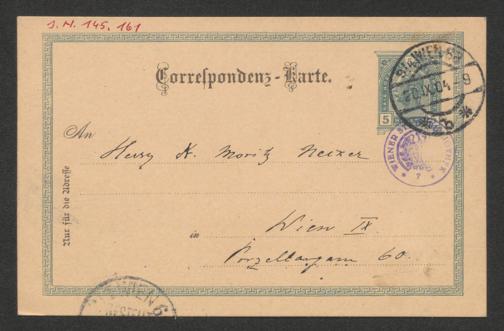 J. N. 145.161
Correspondenz-Karte.
5
20.IX.04
An
Herrn K. Moritz Necker
Nur für die Adresse
in Wien IX
Porzellangasse 60.
WIEN